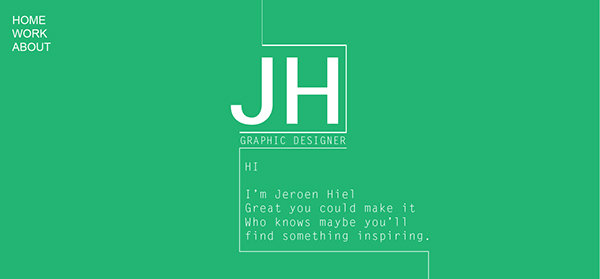 HOME
WORK
ABOUT
JH
GRAPHIC DESIGNER
HI
I'm Jeroen Hiel
Great you could make it
Who knows maybe you'll
find something inspiring.